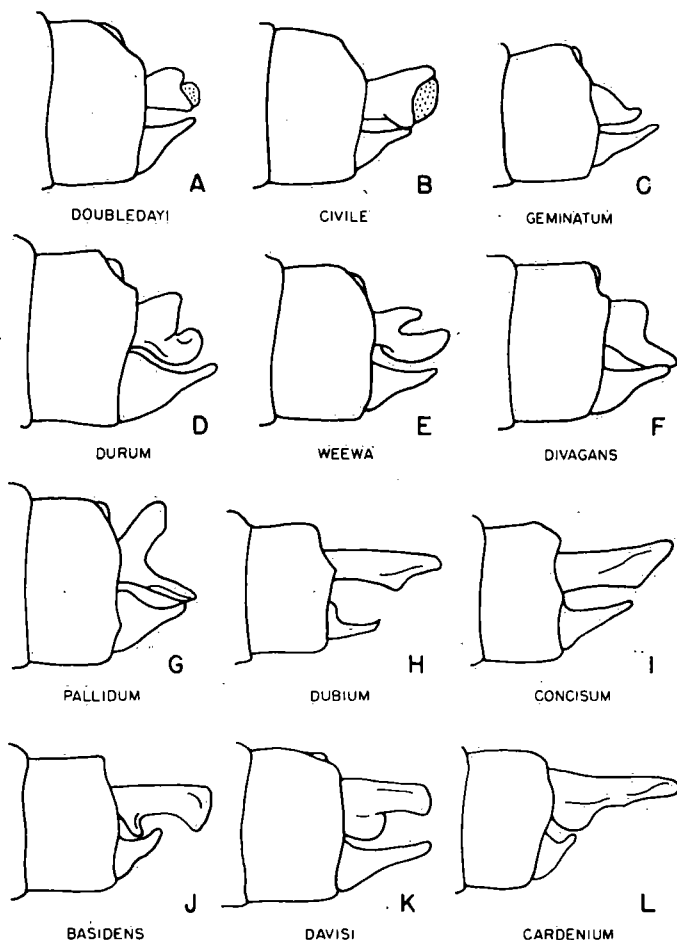 A B C
DOUBLEDAYI CIVILE GEMINATUM
D E F
DURUM WEEWA DIVAGANS
G H I
PALLIDUM DUBIUM CONCISUM
J K L
BASIDENS DAVISI CARDENIUM